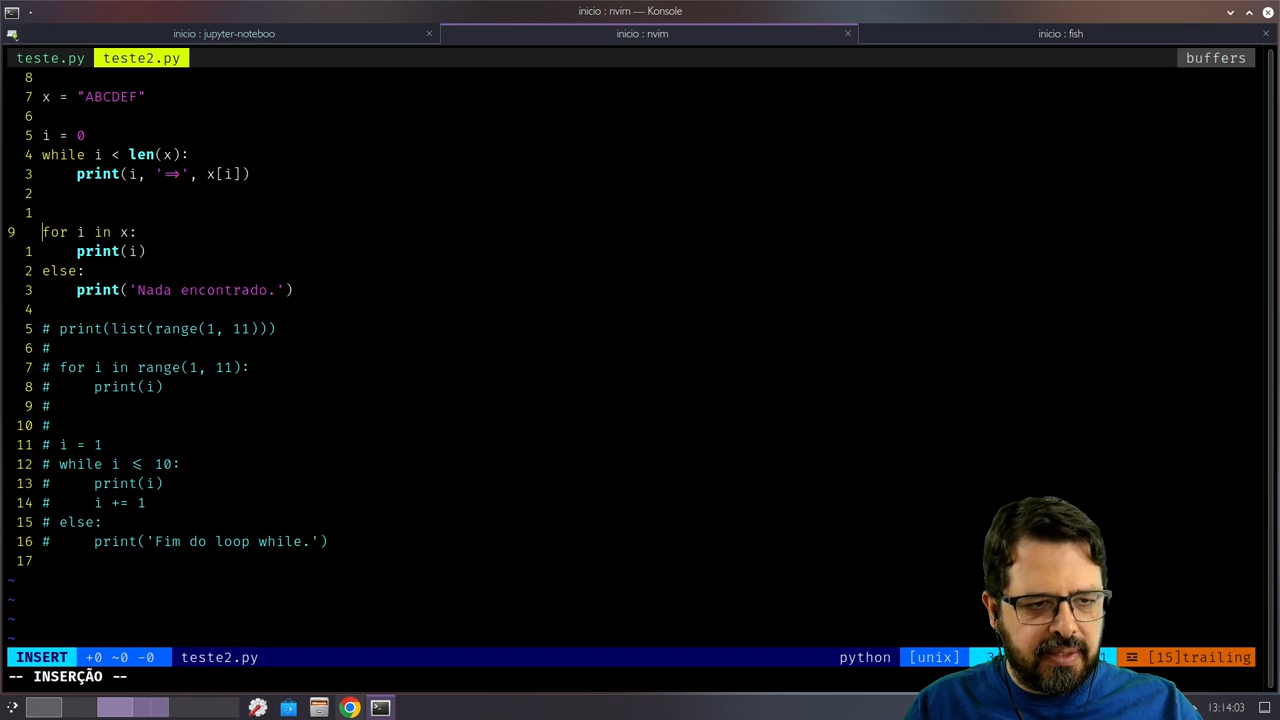 inicio : nvim — Konsole
inicio : jupyter-noteboo
inicio : nvim
inicio : fish
teste.py teste2.py buffers
8
7 x = "ABCDEF"
6
5 i = 0
4 while i < len(x):
3     print(i, '⇒', x[i])
2
1
9 for i in x:
1     print(i)
2 else:
3     print('Nada encontrado.')
4
5 # print(list(range(1, 11)))
6 #
7 # for i in range(1, 11):
8 #     print(i)
9 #
10 #
11 # i = 1
12 # while i ⩽ 10:
13 #     print(i)
14 #     i += 1
15 # else:
16 #     print('Fim do loop while.')
17
~
~
~
~
INSERT +0 ~0 -0 teste2.py python [unix] [15]trailing
-- INSERÇÃO --
13:14:03